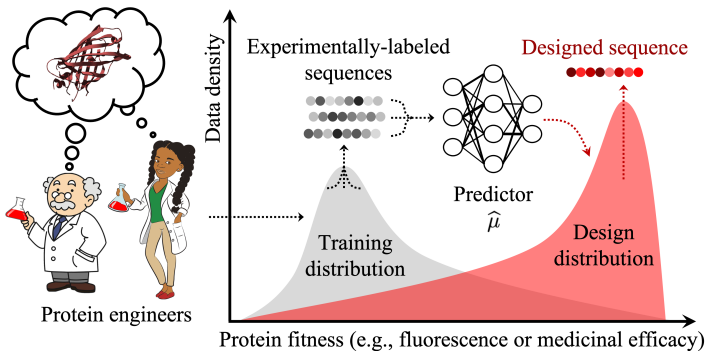 Experimentally-labeled
sequences
Designed sequence
Data density
Predictor
μ̂
Training
distribution
Design
distribution
Protein engineers
Protein fitness (e.g., fluorescence or medicinal efficacy)